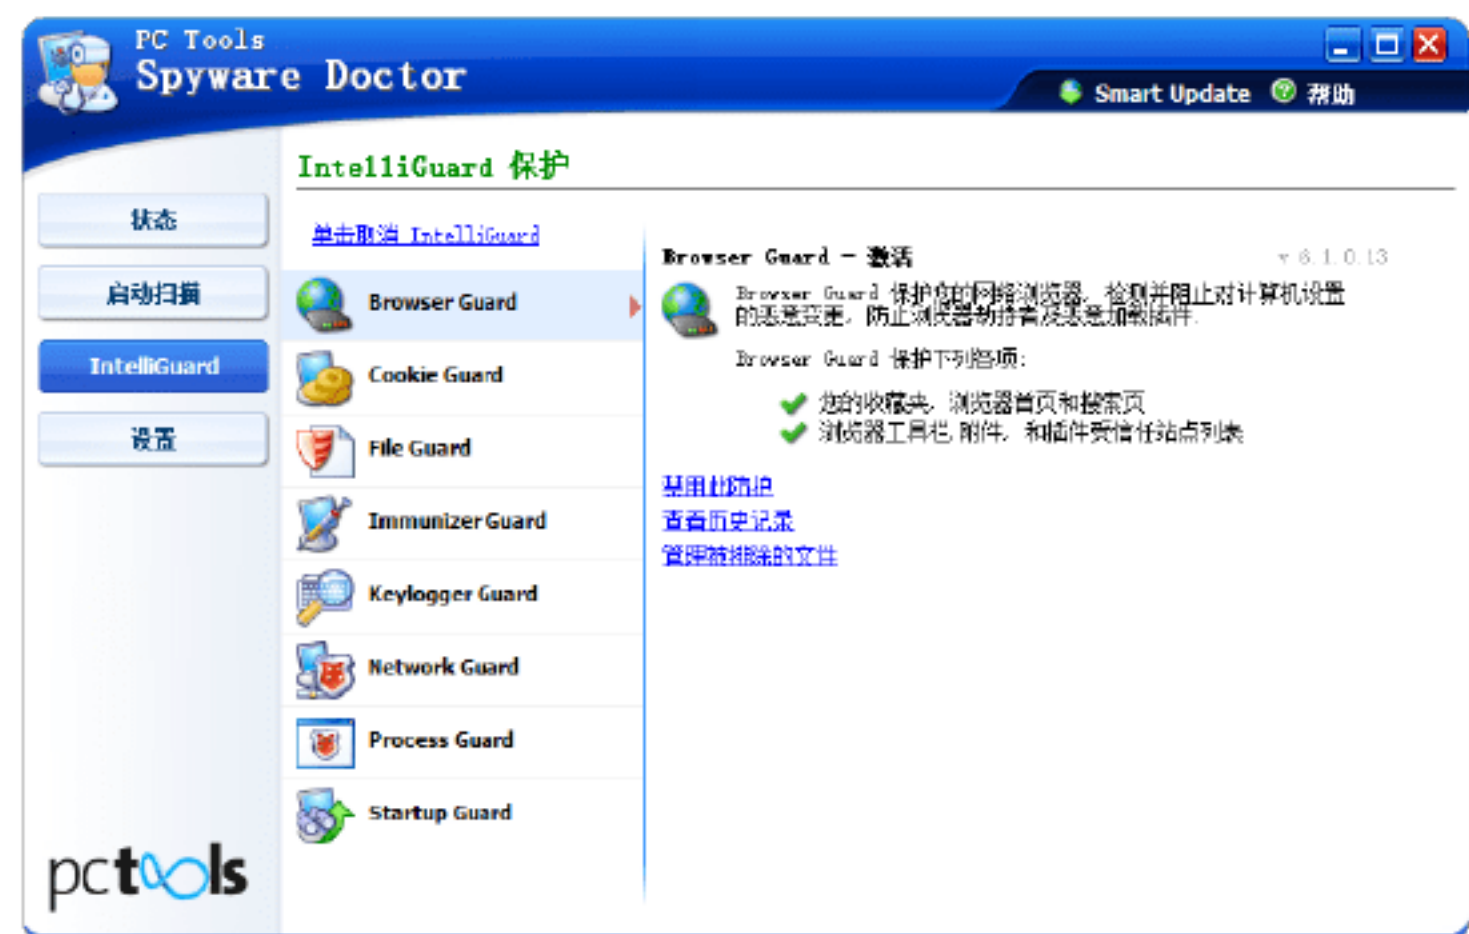 PC Tools
Spyware Doctor
Smart Update
帮助
IntelliGuard 保护
状态
启动扫描
IntelliGuard
设置
单击取消 IntelliGuard
Browser Guard
Cookie Guard
File Guard
Immunizer Guard
Keylogger Guard
Network Guard
Process Guard
Startup Guard
Browser Guard - 激活
v 6.1.0.13
Browser Guard 保护您的网络浏览器，检测并阻止对计算机设置
的恶意变更，防止浏览器劫持者及恶意加载插件.
Browser Guard 保护下列各项:
您的收藏夹，浏览器首页和搜索页
浏览器工具栏,附件，和插件受信任站点列表
禁用此防护
查看历史记录
管理被排除的文件
pctools